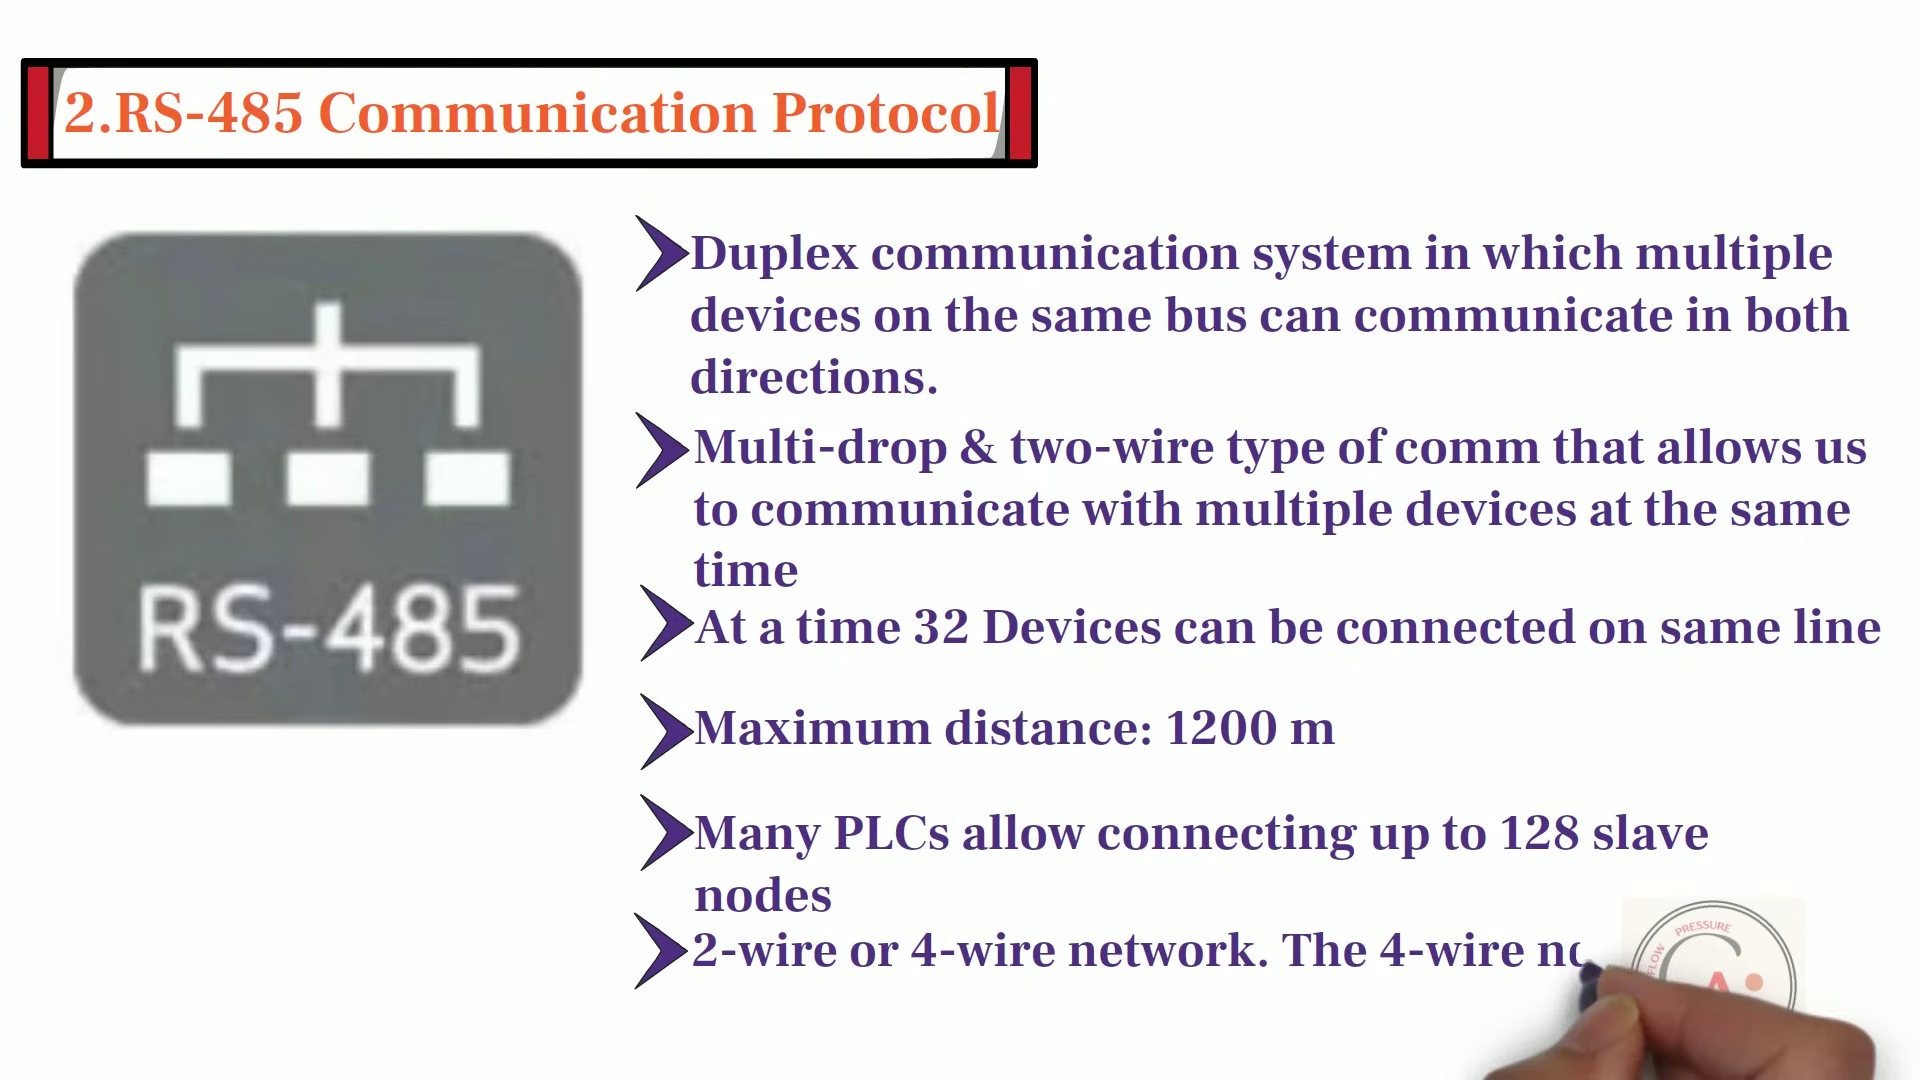 2.RS-485 Communication Protocol
RS-485
Duplex communication system in which multiple
devices on the same bus can communicate in both
directions.
Multi-drop & two-wire type of comm that allows us
to communicate with multiple devices at the same
time
At a time 32 Devices can be connected on same line
Maximum distance: 1200 m
Many PLCs allow connecting up to 128 slave
nodes
2-wire or 4-wire network. The 4-wire
PRESSURE
FLOW